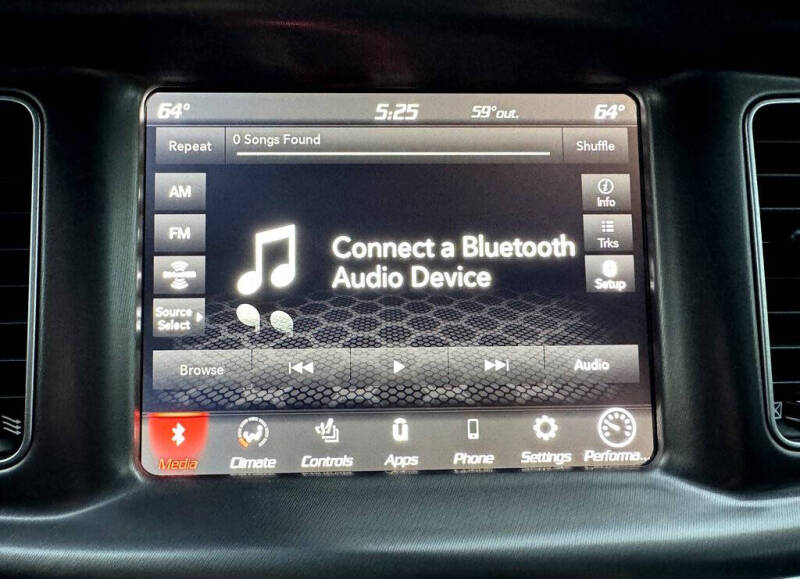 64° 5:25 59°out. 64°
Repeat 0 Songs Found Shuffle
AM
FM
Info
Trks
Setup
Connect a Bluetooth
Audio Device
Source
Select
Browse Audio
Media Climate Controls Apps Phone Settings Performa...